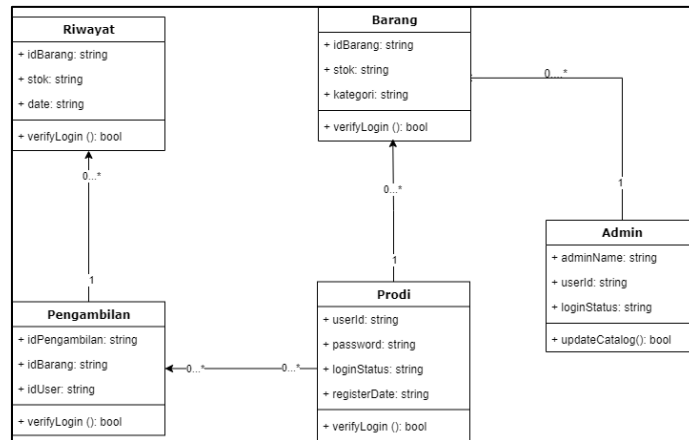 Riwayat
+ idBarang: string
+ stok: string
+ date: string
+ verifyLogin (): bool
Barang
+ idBarang: string
+ stok: string
+ kategori: string
+ verifyLogin (): bool
0....*
0...*
0...*
1
1
1
Admin
+ adminName: string
+ userId: string
+ loginStatus: string
+ updateCatalog(): bool
Pengambilan
+ idPengambilan: string
+ idBarang: string
+ idUser: string
+ verifyLogin (): bool
0...*
0...*
Prodi
+ userId: string
+ password: string
+ loginStatus: string
+ registerDate: string
+ verifyLogin (): bool